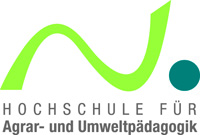 HOCHSCHULE FÜR
Agrar- und Umweltpädagogik